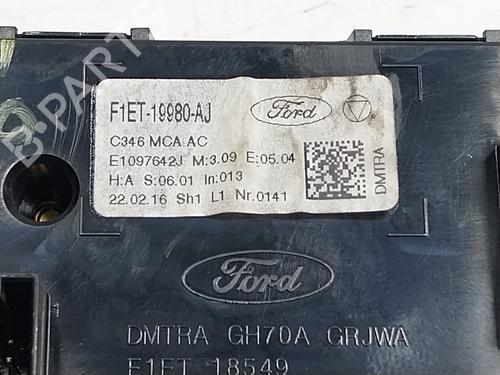 F1ET-19980-AJ
Ford
C346 MCA AC
E1097642J M:3.09 E:05.04
H:A S:06.01 In:013
22.02.16 Sh1 L1 Nr.0141
DMTRA
Ford
DMTRA GH70A GRJWA
F1ET 18549
B-PARTS